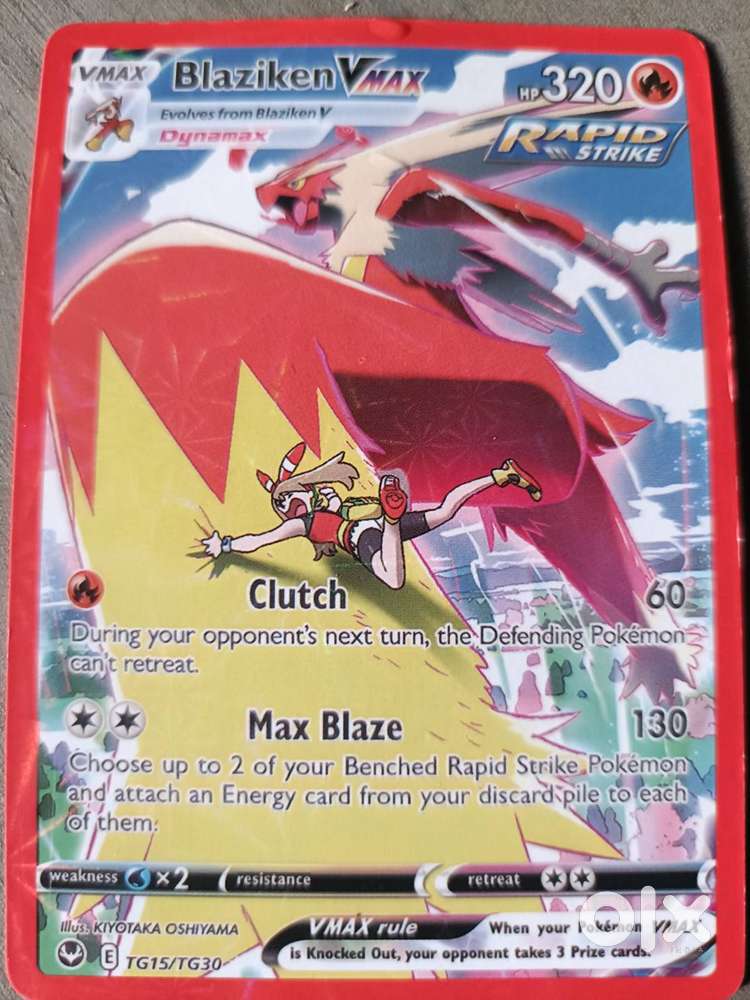 VMAX Blaziken VMAX HP 320
Evolves from Blaziken V
Dynamax
RAPID
STRIKE
Clutch 60
During your opponent's next turn, the Defending Pokémon
can't retreat.
Max Blaze 130
Choose up to 2 of your Benched Rapid Strike Pokémon
and attach an Energy card from your discard pile to each
of them.
weakness ×2 resistance retreat
Illus. KIYOTAKA OSHIYAMA
E TG15/TG30
VMAX rule When your Pokémon VMAX
is Knocked Out, your opponent takes 3 Prize cards.
olx